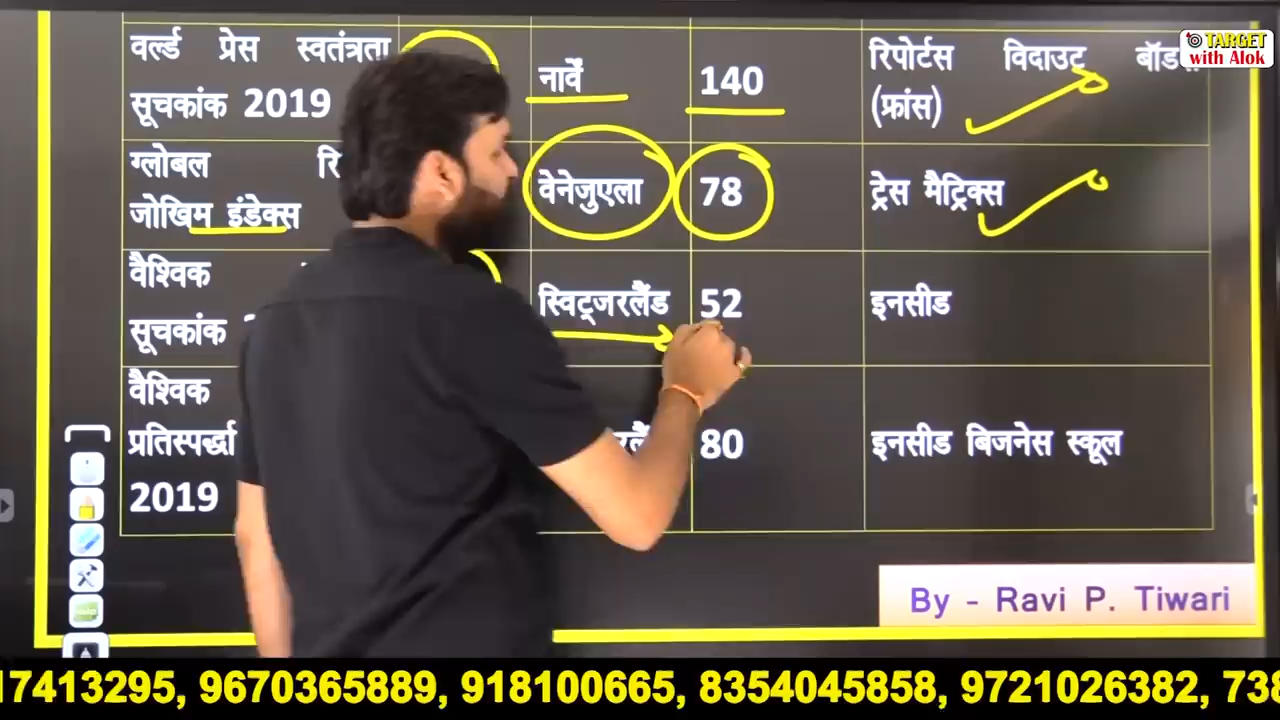 TARGET
with Alok
वर्ल्ड प्रेस स्वतंत्रता
सूचकांक 2019
नार्वे
140
रिपोर्टस विदाउट
(फ्रांस)
ग्लोबल
जोखिम इंडेक्स
वेनेजुएला
78
ट्रेस मैट्रिक्स
वैश्विक
सूचकांक
स्विट्जरलैंड
52
इनसीड
वैश्विक
प्रतिस्पर्द्धा
2019
80
इनसीड बिजनेस स्कूल
By - Ravi P. Tiwari
17413295, 9670365889, 918100665, 8354045858, 9721026382, 738